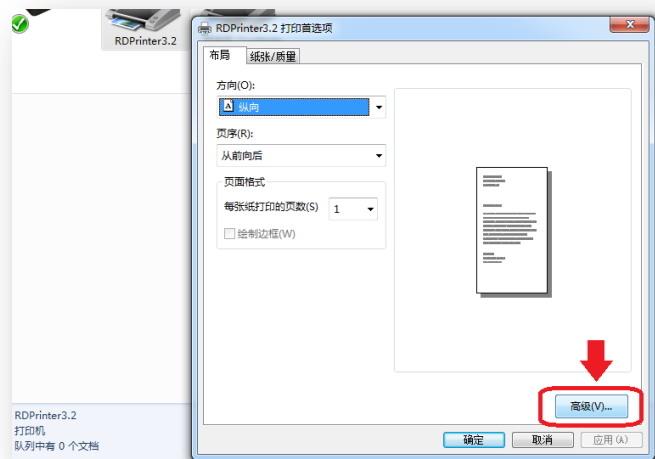 RDPrinter3.2
RDPrinter3.2 打印首选项
布局
纸张/质量
方向(O):
A 纵向
页序(R):
从前向后
页面格式
每张纸打印的页数(S)
1
绘制边框(W)
高级(V)...
RDPrinter3.2
打印机
队列中有 0 个文档
确定
取消
应用(A)